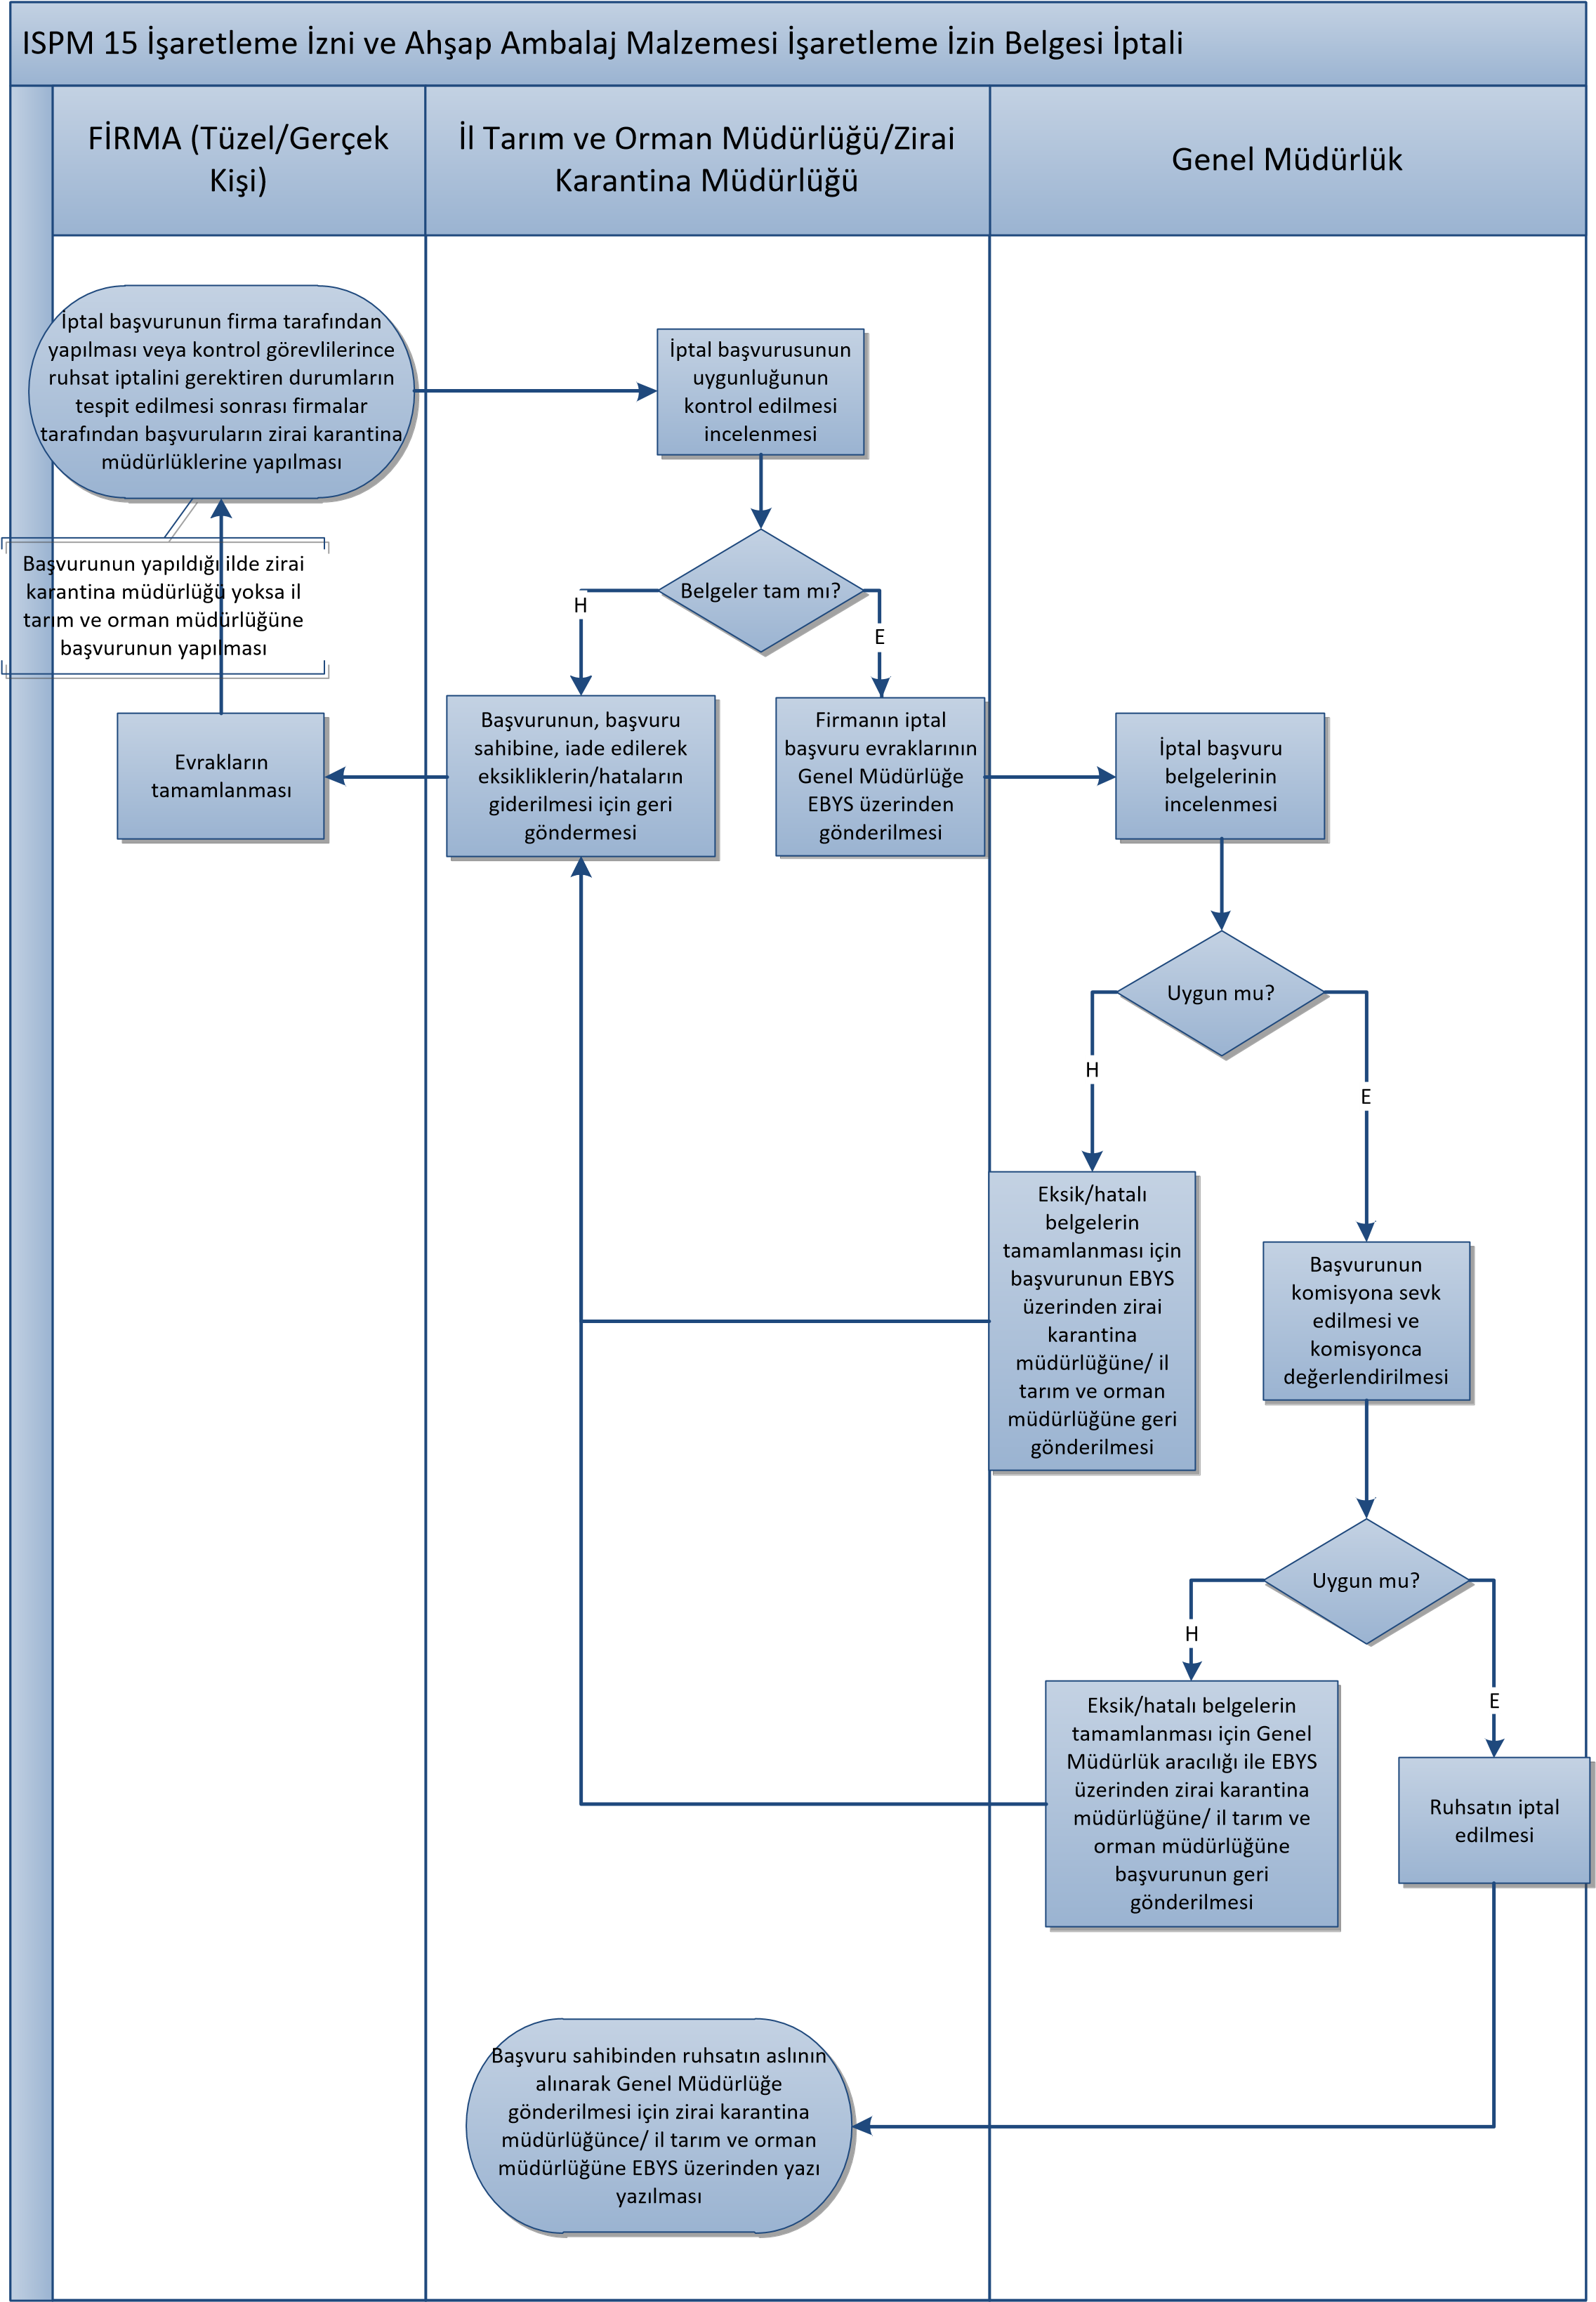 ISPM 15 İşaretleme İzni ve Ahşap Ambalaj Malzemesi İşaretleme İzin Belgesi İptali
FİRMA (Tüzel/Gerçek
Kişi)
İl Tarım ve Orman Müdürlüğü/Zirai
Karantina Müdürlüğü
Genel Müdürlük
İptal başvurunun firma tarafından
yapılması veya kontrol görevlilerince
ruhsat iptalini gerektiren durumların
tespit edilmesi sonrası firmalar
tarafından başvuruların zirai karantina
müdürlüklerine yapılması
İptal başvurusunun
uygunluğunun
kontrol edilmesi
incelenmesi
Başvurunun yapıldığı ilde zirai
karantina müdürlüğü yoksa il
tarım ve orman müdürlüğüne
başvurunun yapılması
Belgeler tam mı?
H
E
Evrakların
tamamlanması
Başvurunun, başvuru
sahibine, iade edilerek
eksikliklerin/hataların
giderilmesi için geri
göndermesi
Firmanın iptal
başvuru evraklarının
Genel Müdürlüğe
EBYS üzerinden
gönderilmesi
İptal başvuru
belgelerinin
incelenmesi
Uygun mu?
H
E
Eksik/hatalı
belgelerin
tamamlanması için
başvurunun EBYS
üzerinden zirai
karantina
müdürlüğüne/ il
tarım ve orman
müdürlüğüne geri
gönderilmesi
Başvurunun
komisyona sevk
edilmesi ve
komisyonca
değerlendirilmesi
Uygun mu?
H
E
Eksik/hatalı belgelerin
tamamlanması için Genel
Müdürlük aracılığı ile EBYS
üzerinden zirai karantina
müdürlüğüne/ il tarım ve
orman müdürlüğüne
başvurunun geri
gönderilmesi
Ruhsatın iptal
edilmesi
Başvuru sahibinden ruhsatın aslının
alınarak Genel Müdürlüğe
gönderilmesi için zirai karantina
müdürlüğünce/ il tarım ve orman
müdürlüğüne EBYS üzerinden yazı
yazılması